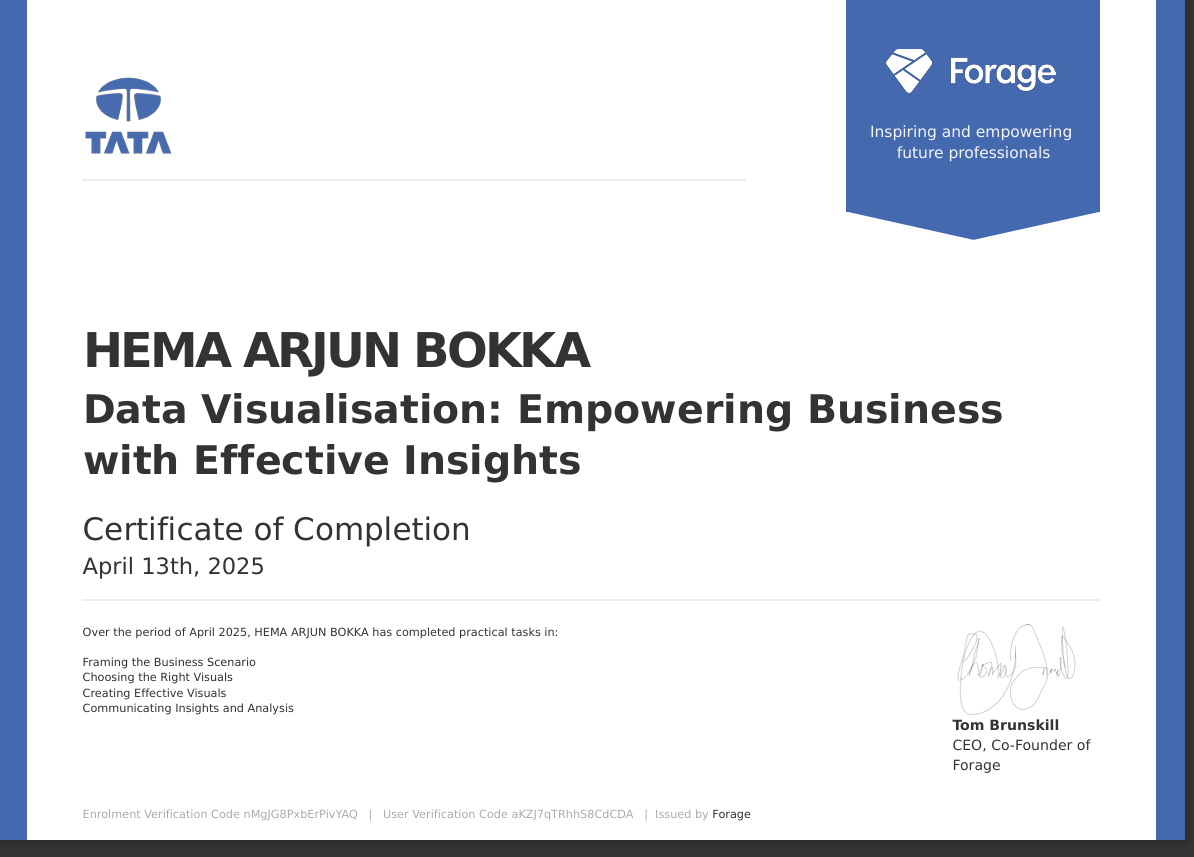 TATA
Forage
Inspiring and empowering
future professionals
HEMA ARJUN BOKKA
Data Visualisation: Empowering Business
with Effective Insights
Certificate of Completion
April 13th, 2025
Over the period of April 2025, HEMA ARJUN BOKKA has completed practical tasks in:
Framing the Business Scenario
Choosing the Right Visuals
Creating Effective Visuals
Communicating Insights and Analysis
Tom Brunskill
CEO, Co-Founder of
Forage
Enrolment Verification Code nMgJG8PxbErPivYAQ | User Verification Code aKZJ7qTRhhS8CdCDA | Issued by Forage